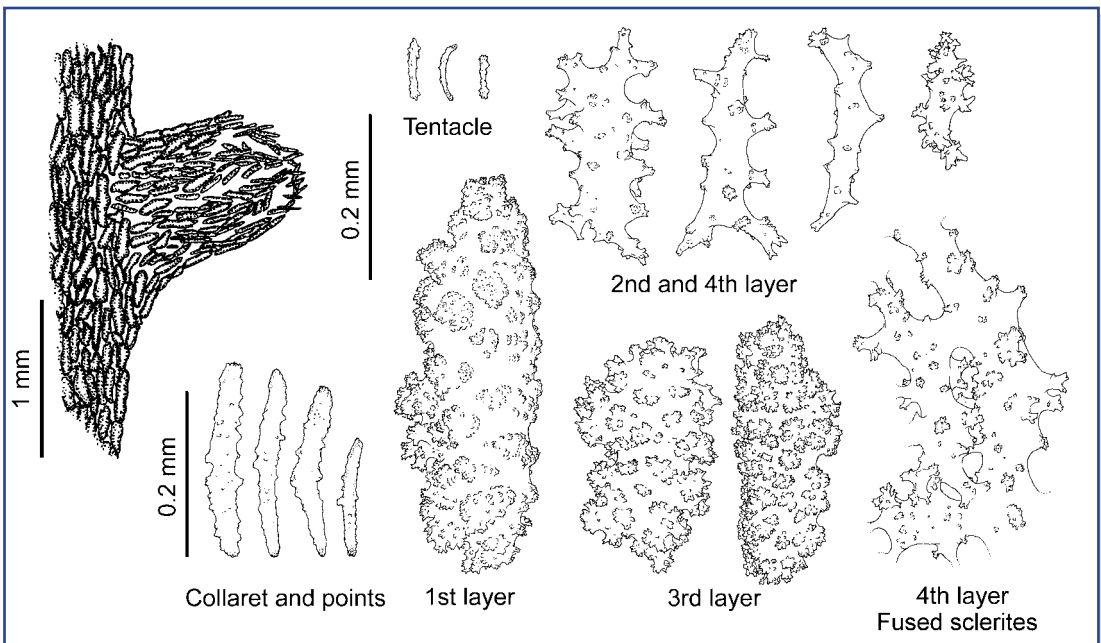 Tentacle
0.2 mm
2nd and 4th layer
1 mm
0.2 mm
Collaret and points
1st layer
3rd layer
4th layer
Fused sclerites